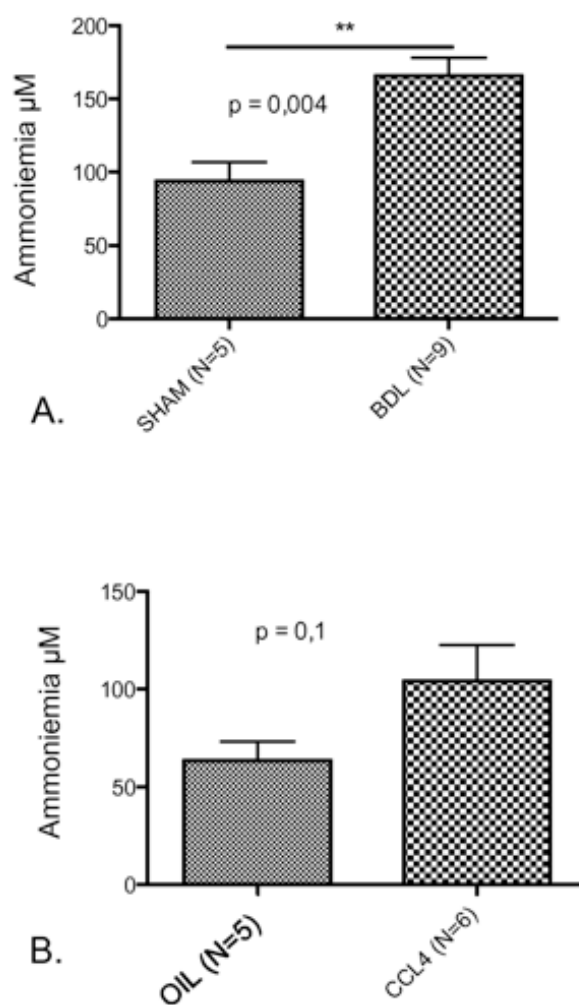 200
**
150
p = 0,004
100
50
0
Ammoniemia µM
SHAM (N=5)
BDL (N=9)
A.
150
p = 0,1
100
50
0
Ammoniemia µM
OIL (N=5)
CCL4 (N=6)
B.